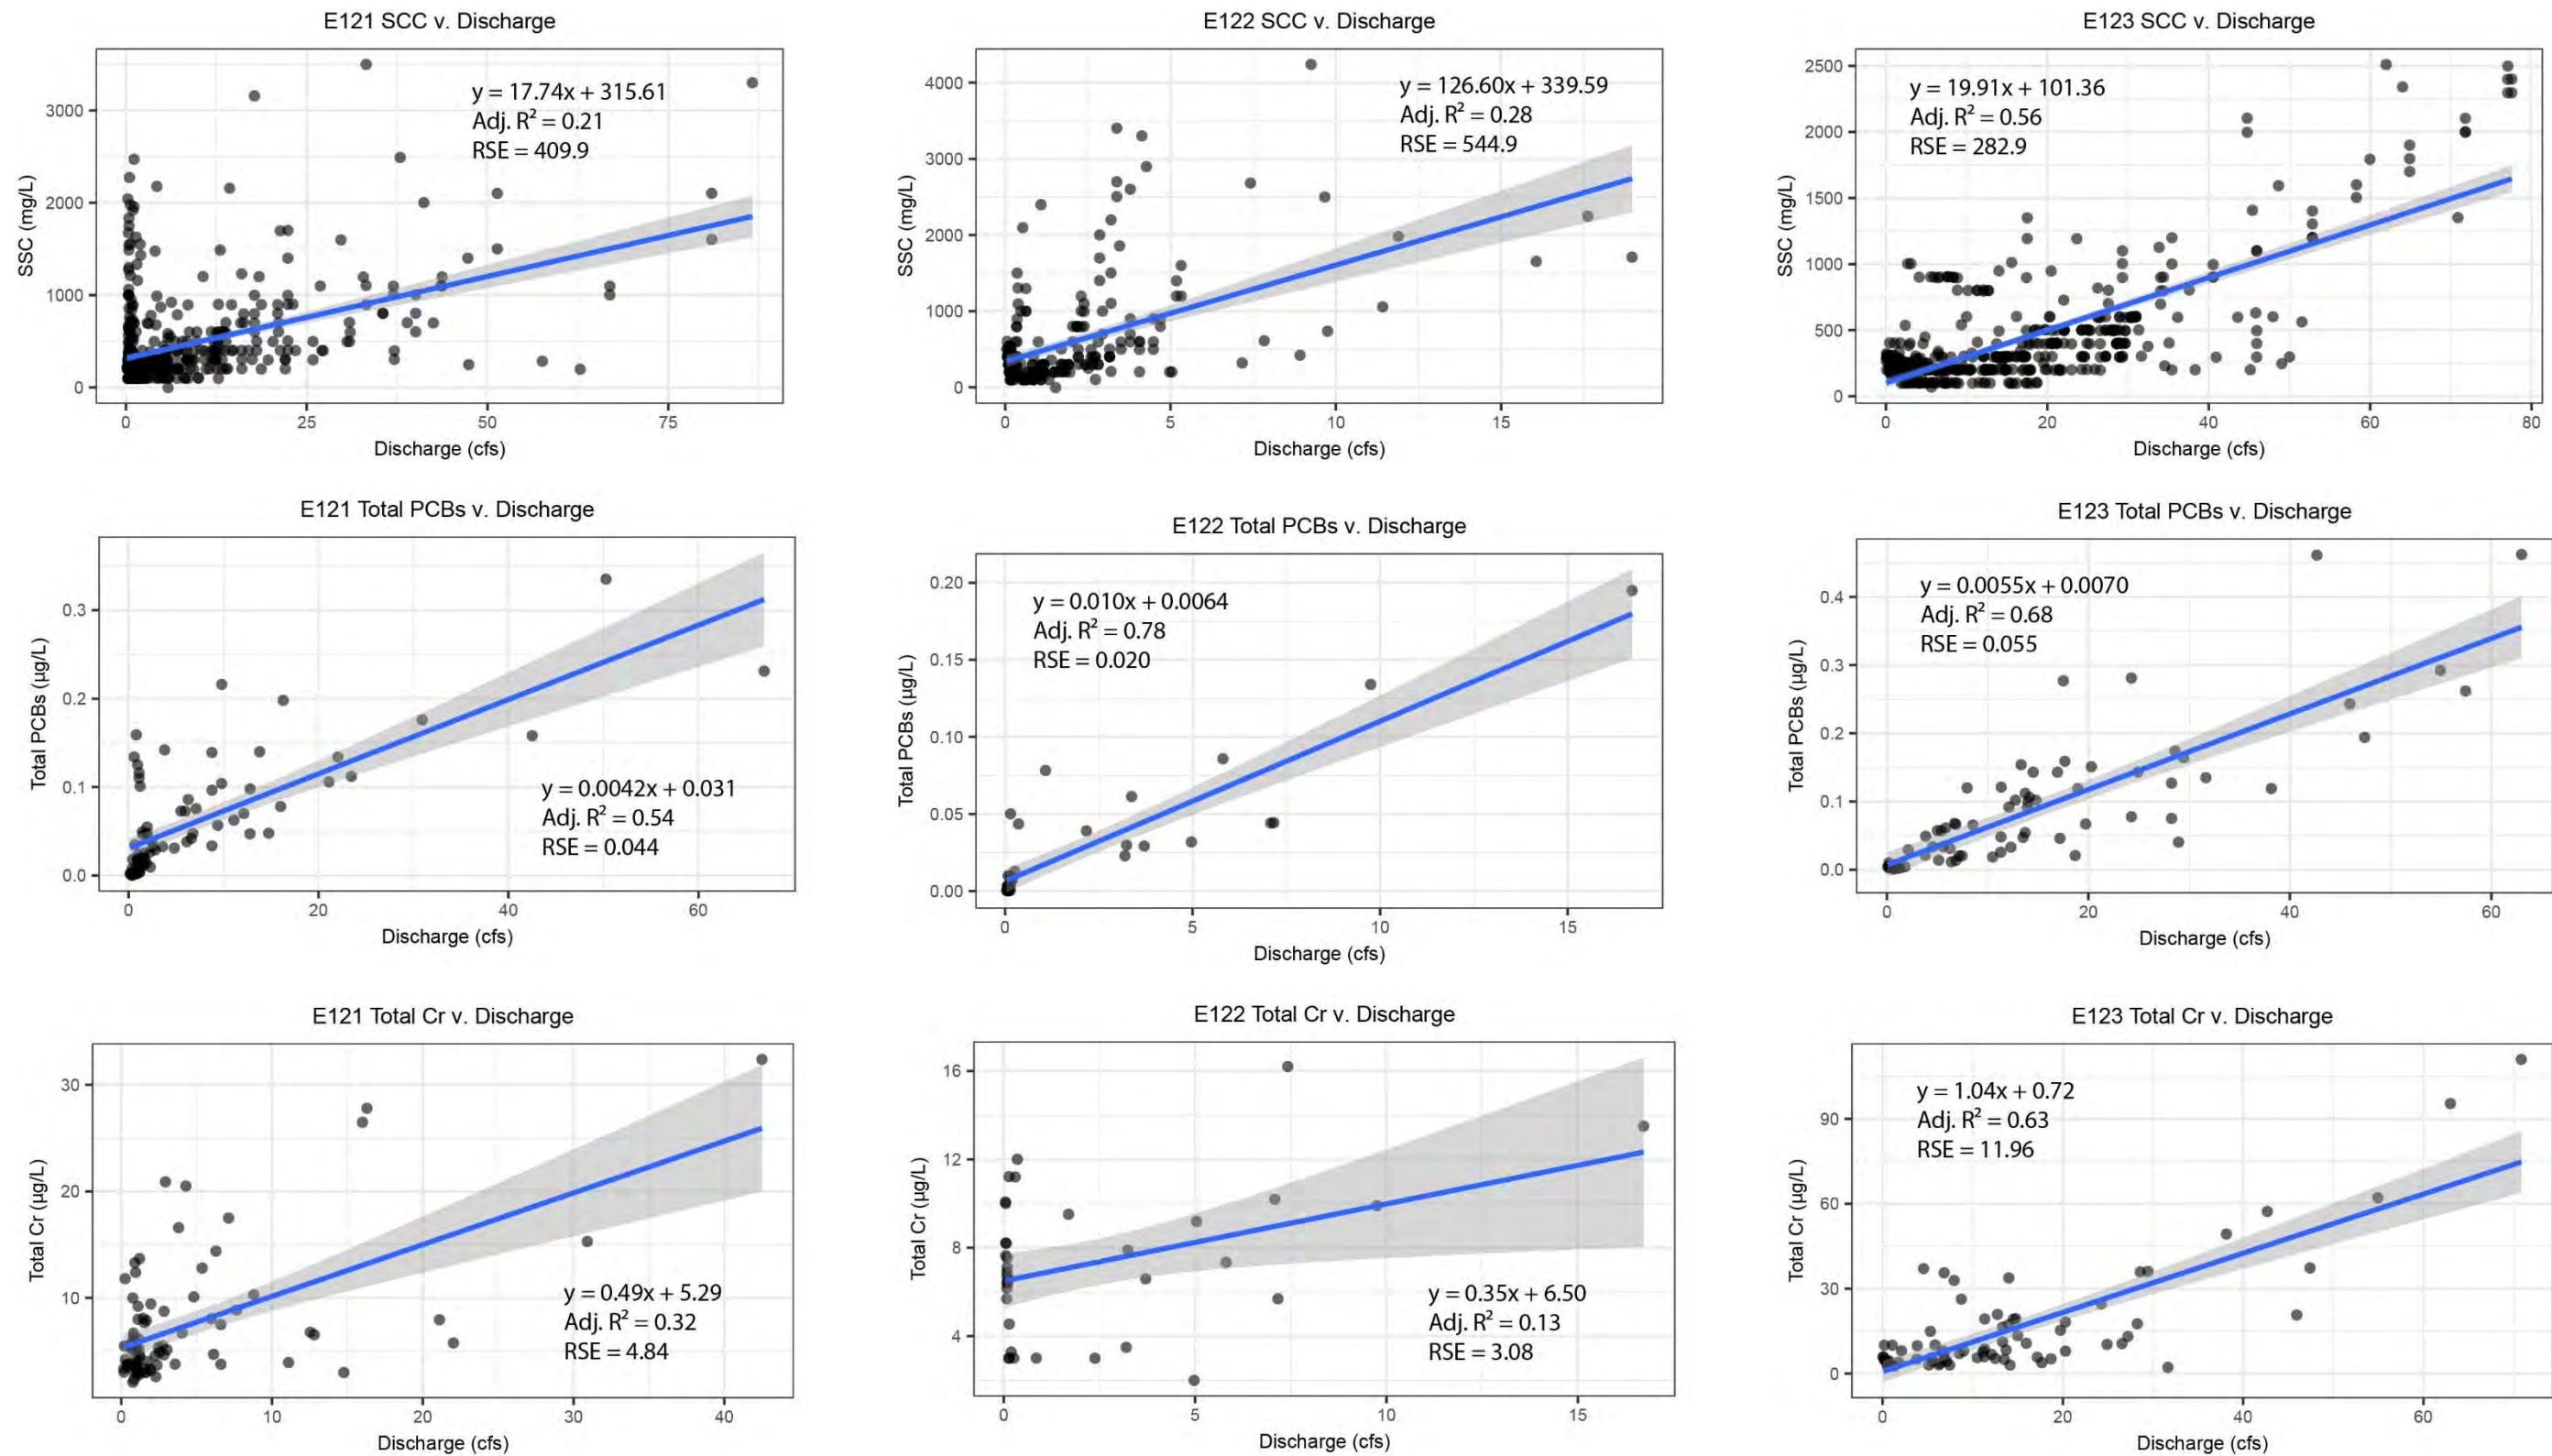 E121 SCC v. Discharge
SSC (mg/L)
3000
2000
1000
0
y = 17.74x + 315.61
Adj. R² = 0.21
RSE = 409.9
0 25 50 75
Discharge (cfs)
E122 SCC v. Discharge
SSC (mg/L)
4000
3000
2000
1000
0
y = 126.60x + 339.59
Adj. R² = 0.28
RSE = 544.9
0 5 10 15
Discharge (cfs)
E123 SCC v. Discharge
SSC (mg/L)
2500
2000
1500
1000
500
0
y = 19.91x + 101.36
Adj. R² = 0.56
RSE = 282.9
0 20 40 60 80
Discharge (cfs)
E121 Total PCBs v. Discharge
Total PCBs (µg/L)
0.3
0.2
0.1
0.0
y = 0.0042x + 0.031
Adj. R² = 0.54
RSE = 0.044
0 20 40 60
Discharge (cfs)
E122 Total PCBs v. Discharge
Total PCBs (µg/L)
0.20
0.15
0.10
0.05
0.00
y = 0.010x + 0.0064
Adj. R² = 0.78
RSE = 0.020
0 5 10 15
Discharge (cfs)
E123 Total PCBs v. Discharge
Total PCBs (µg/L)
0.4
0.3
0.2
0.1
0.0
y = 0.0055x + 0.0070
Adj. R² = 0.68
RSE = 0.055
0 20 40 60
Discharge (cfs)
E121 Total Cr v. Discharge
Total Cr (µg/L)
30
20
10
y = 0.49x + 5.29
Adj. R² = 0.32
RSE = 4.84
0 10 20 30 40
Discharge (cfs)
E122 Total Cr v. Discharge
Total Cr (µg/L)
16
12
8
4
y = 0.35x + 6.50
Adj. R² = 0.13
RSE = 3.08
0 5 10 15
Discharge (cfs)
E123 Total Cr v. Discharge
Total Cr (µg/L)
90
60
30
0
y = 1.04x + 0.72
Adj. R² = 0.63
RSE = 11.96
0 20 40 60
Discharge (cfs)